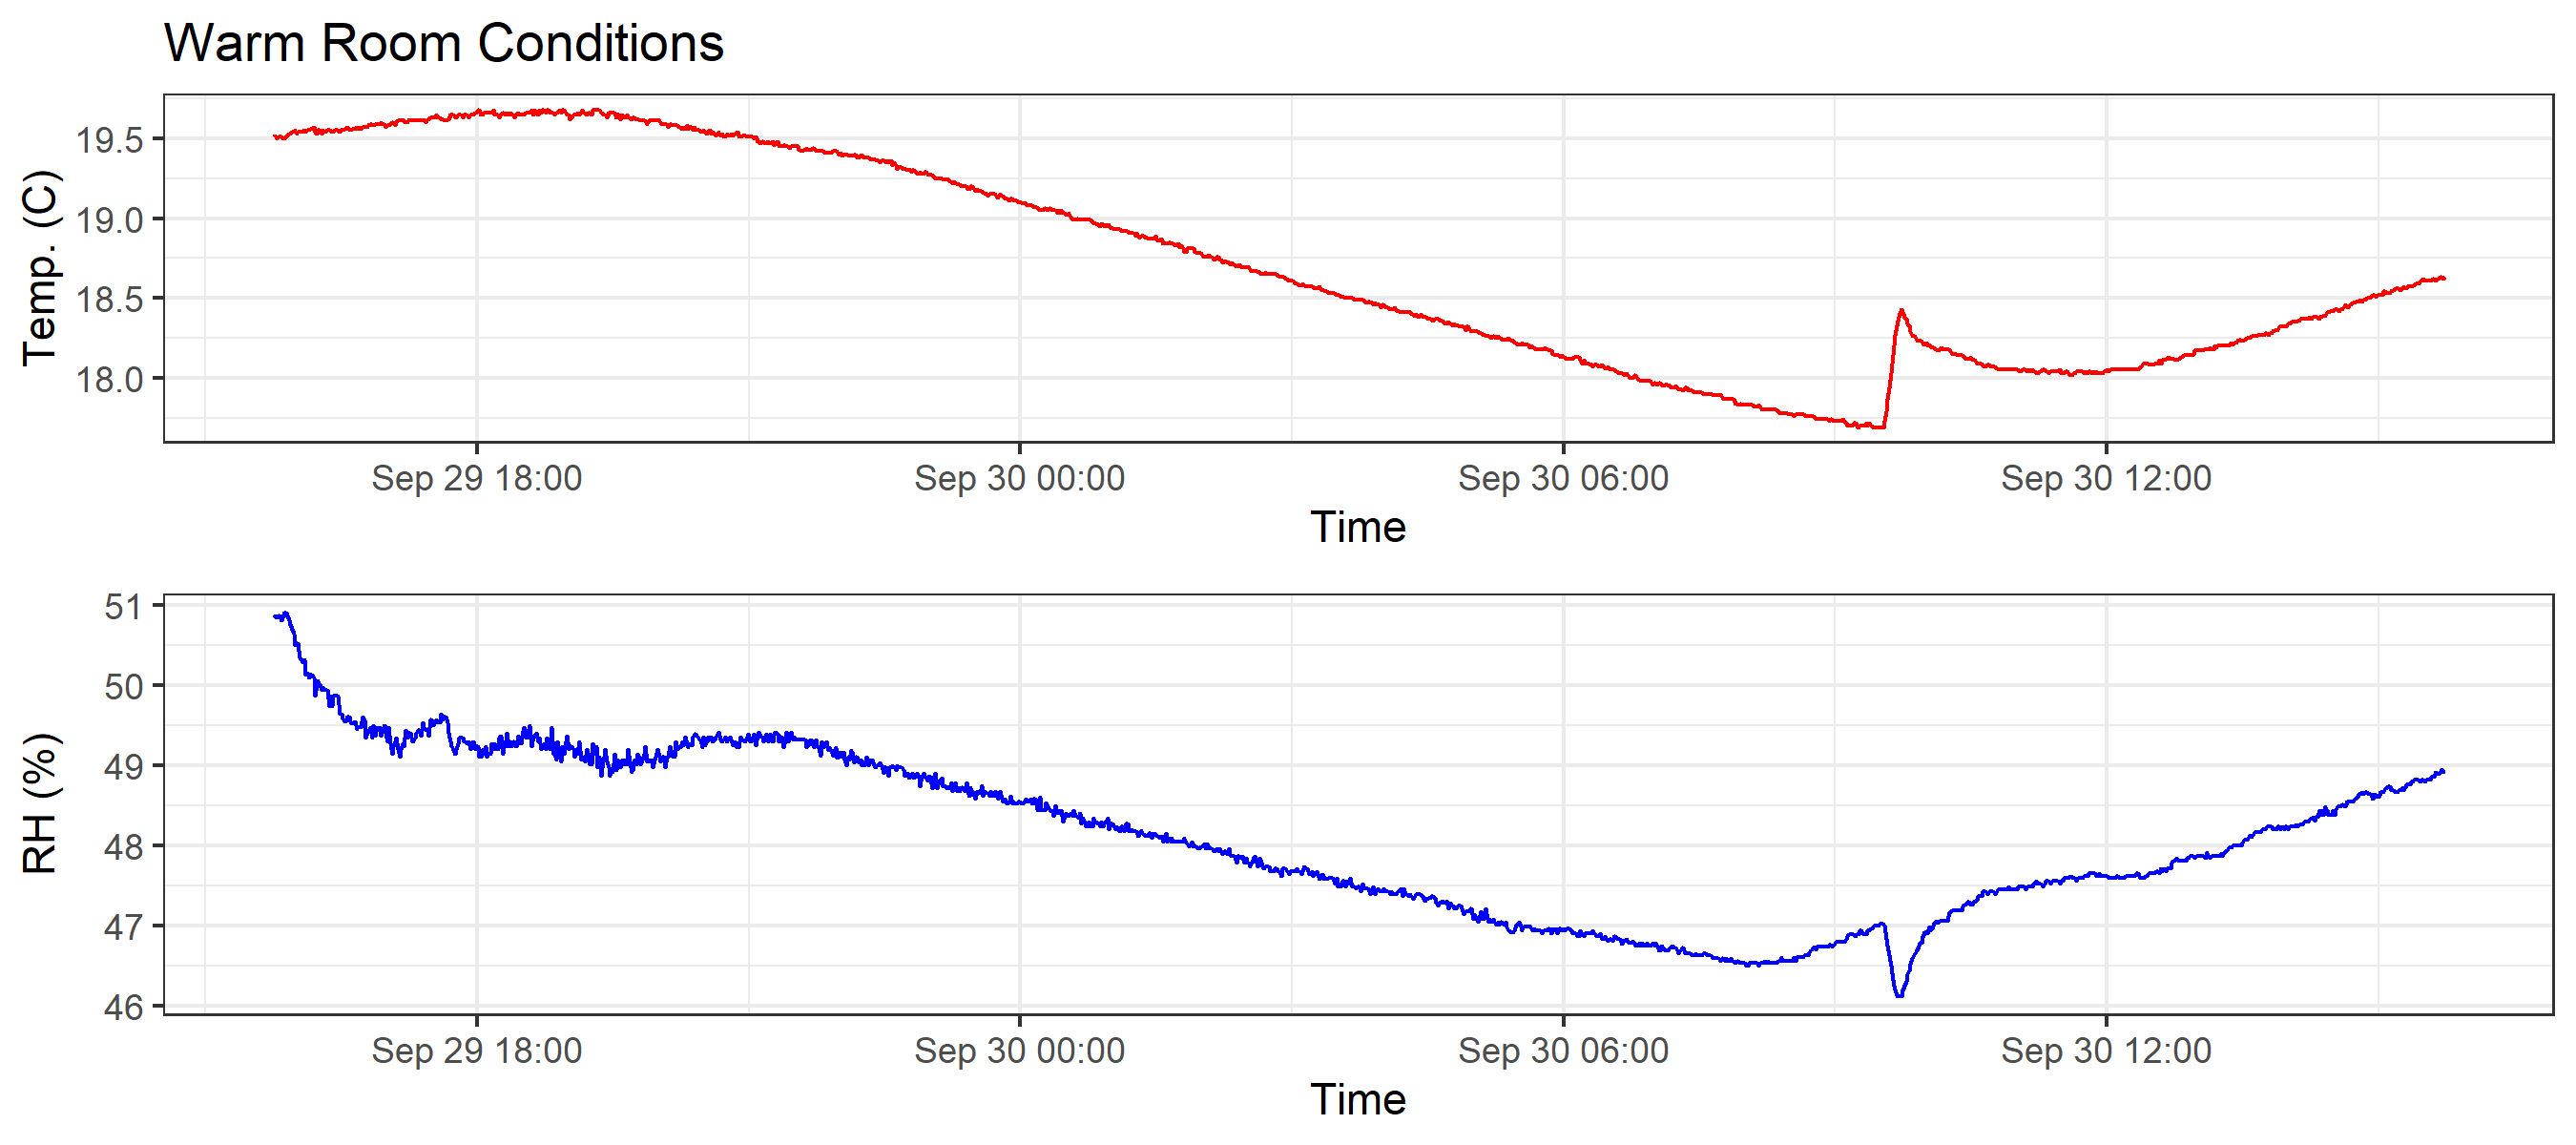 Warm Room Conditions
Temp. (C)
19.5
19.0
18.5
18.0
Sep 29 18:00 Sep 30 00:00 Sep 30 06:00 Sep 30 12:00
Time
RH (%)
51
50
49
48
47
46
Sep 29 18:00 Sep 30 00:00 Sep 30 06:00 Sep 30 12:00
Time